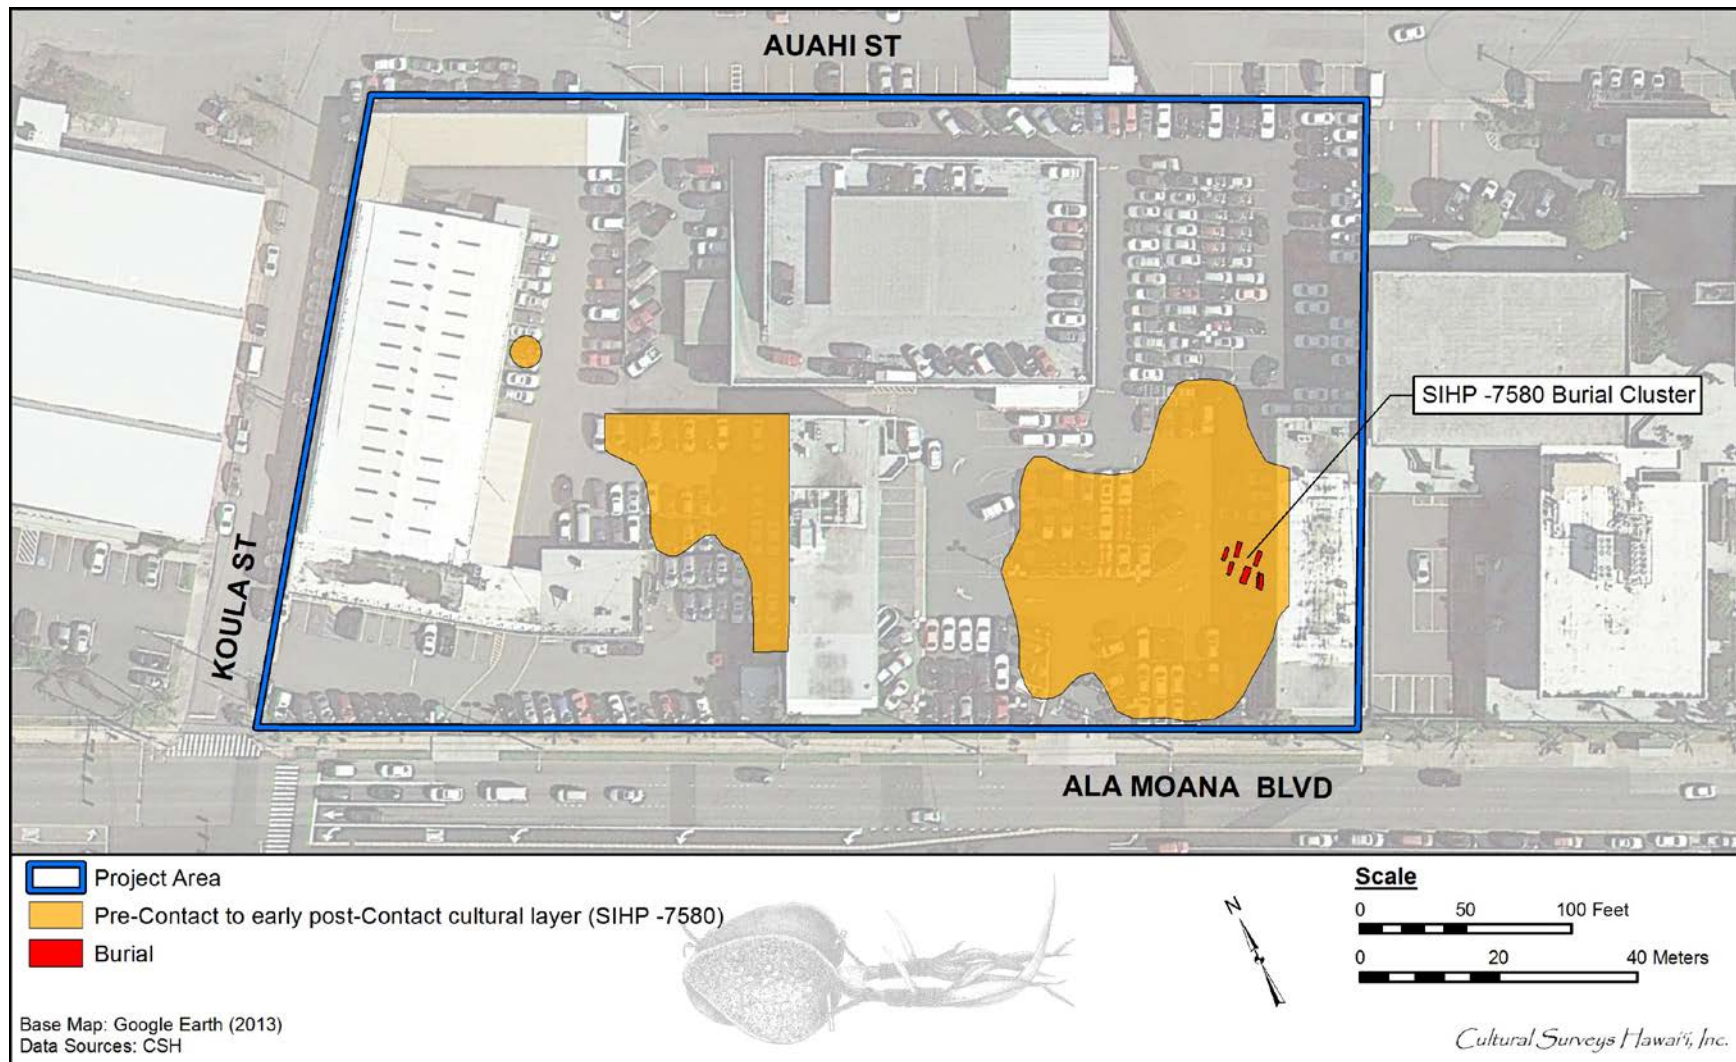 AUAHI ST
SIHP -7580 Burial Cluster
KOULA ST
ALA MOANA BLVD
Project Area
Pre-Contact to early post-Contact cultural layer (SIHP -7580)
Burial
N
Scale
0 50 100 Feet
0 20 40 Meters
Base Map: Google Earth (2013)
Data Sources: CSH
Cultural Surveys Hawai‘i, Inc.